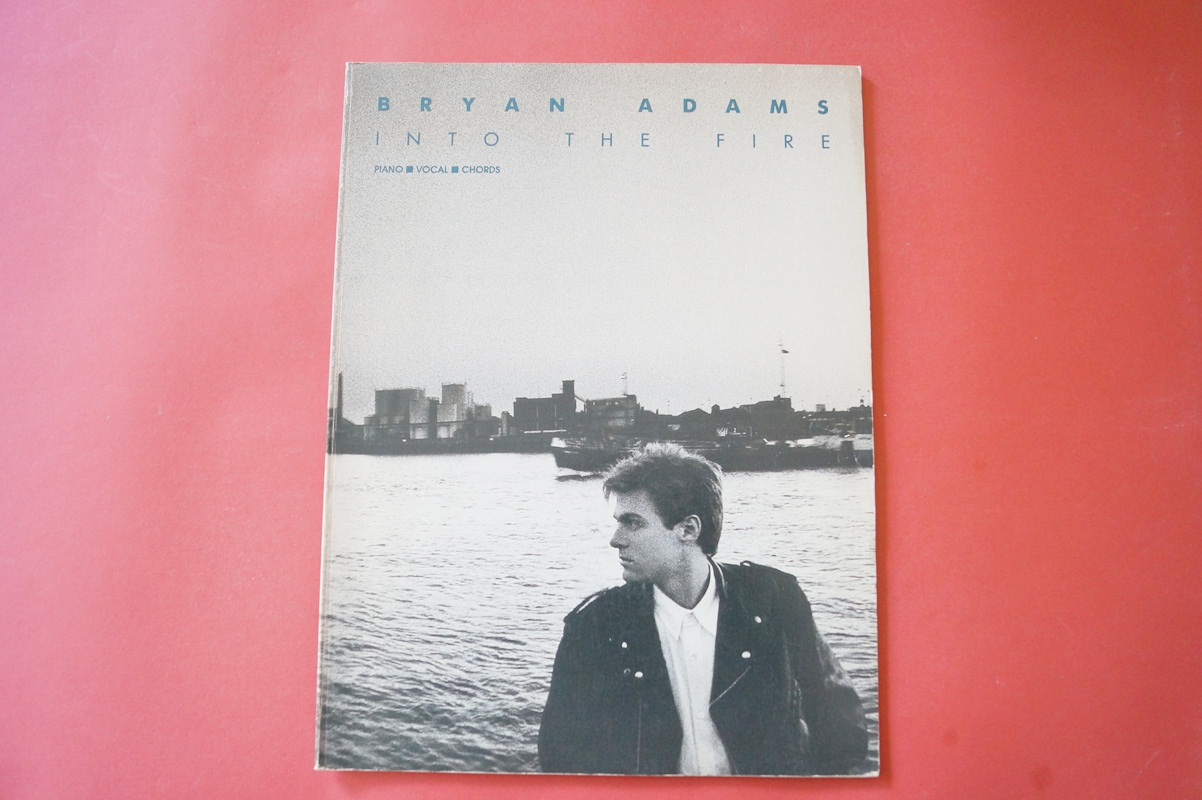 BRYAN ADAMS
INTO THE FIRE
PIANO ■ VOCAL ■ CHORDS